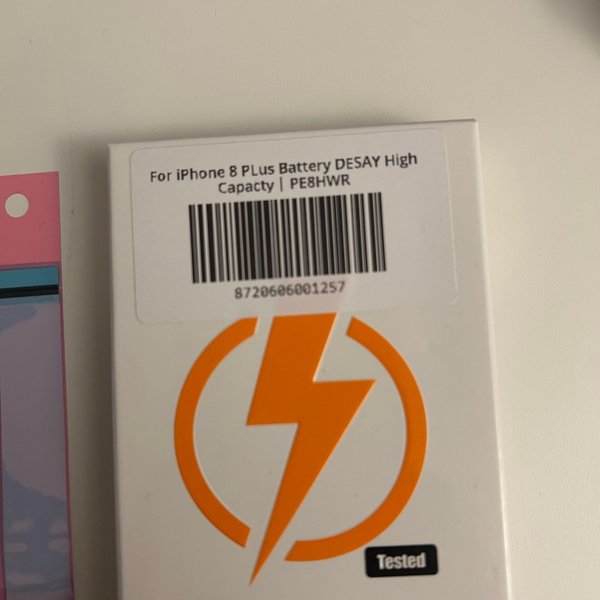 For iPhone 8 PLus Battery DESAY High
Capacty | PE8HWR
8720606001257
Tested